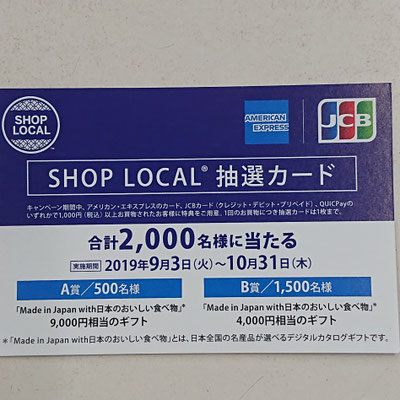 SHOP
LOCAL
AMERICAN
EXPRESS
JCB
SHOP LOCAL® 抽選カード
キャンペーン期間中、アメリカン・エキスプレスのカード、JCBカード（クレジット・デビット・プリペイド）、QUICPayの
いずれかで1,000円（税込）以上お買物されたお客様に特典をご用意。1回のお買物につき抽選カードは1枚まで。
合計2,000名様に当たる
実施期間 2019年9月3日(火)〜10月31日(木)
A賞／500名様
「Made in Japan with日本のおいしい食べ物」*
9,000円相当のギフト
B賞／1,500名様
「Made in Japan with日本のおいしい食べ物」*
4,000円相当のギフト
*「Made in Japan with日本のおいしい食べ物」とは、日本全国の名産品が選べるデジタルカタログギフトです。